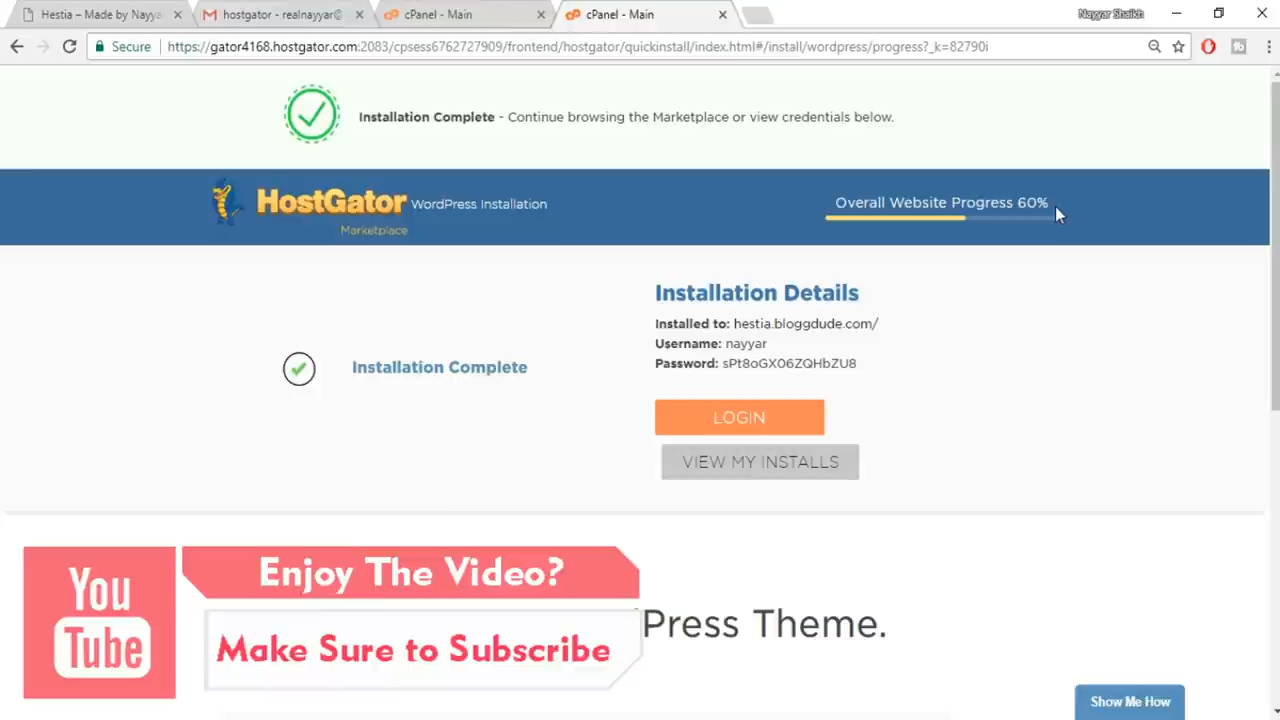 Hestia – Made by Nayya
hostgator - realnayyar@
cPanel - Main
cPanel - Main
Nayyar Shaikh
Secure
https://gator4168.hostgator.com:2083/cpsess6762727909/frontend/hostgator/quickinstall/index.html#/install/wordpress/progress?_k=82790i
Installation Complete - Continue browsing the Marketplace or view credentials below.
HostGator WordPress Installation
Marketplace
Overall Website Progress 60%
Installation Details
Installed to: hestia.bloggdude.com/
Username: nayyar
Password: sPt8oGX06ZQHbZU8
Installation Complete
LOGIN
VIEW MY INSTALLS
You
Tube
Enjoy The Video?
Make Sure to Subscribe
Press Theme.
Show Me How